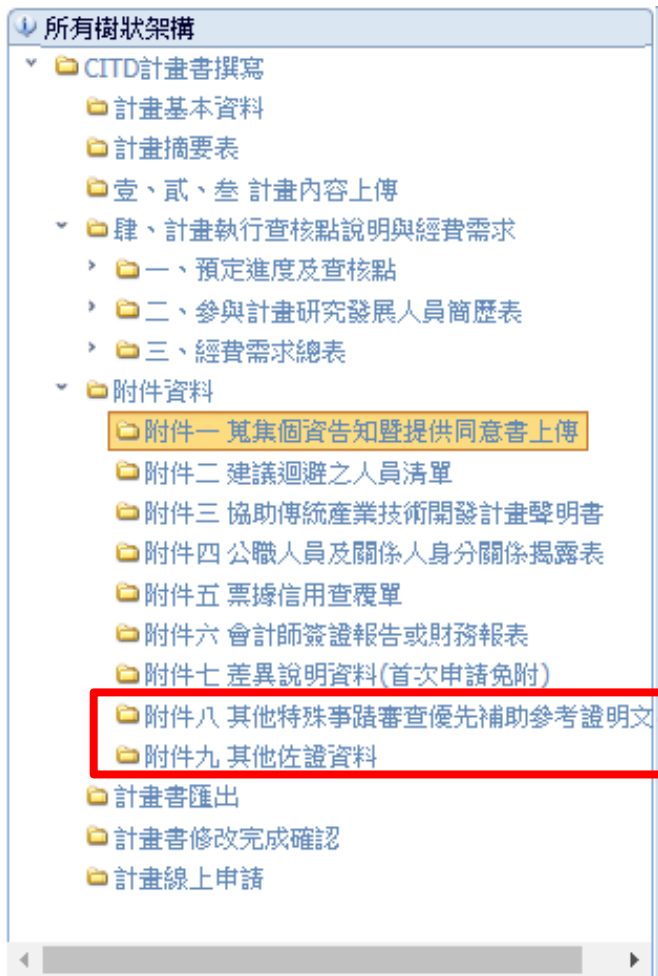 所有樹狀架構
CITD計畫書撰寫
計畫基本資料
計畫摘要表
壹、貳、叁 計畫內容上傳
肆、計畫執行查核點說明與經費需求
一、預定進度及查核點
二、參與計畫研究發展人員簡歷表
三、經費需求總表
附件資料
附件一 蒐集個資告知暨提供同意書上傳
附件二 建議迴避之人員清單
附件三 協助傳統產業技術開發計畫聲明書
附件四 公職人員及關係人身分關係揭露表
附件五 票據信用查覆單
附件六 會計師簽證報告或財務報表
附件七 差異說明資料(首次申請免附)
附件八 其他特殊事蹟審查優先補助參考證明文
附件九 其他佐證資料
計畫書匯出
計畫書修改完成確認
計畫線上申請